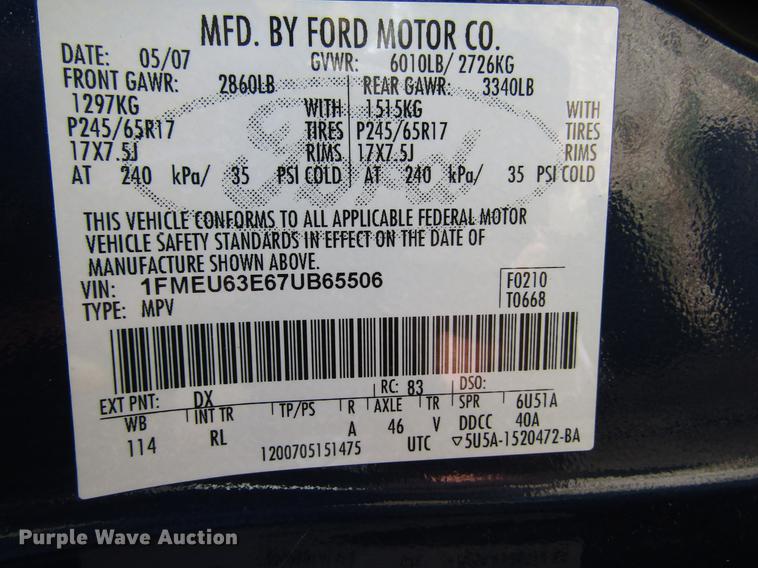 MFD. BY FORD MOTOR CO.
DATE: 05/07 GVWR: 6010LB/ 2726KG
FRONT GAWR: 2860LB REAR GAWR: 3340LB
1297KG WITH 1515KG WITH
P245/65R17 TIRES P245/65R17 TIRES
17X7.5J RIMS 17X7.5J RIMS
AT 240 kPa/ 35 PSI COLD AT 240 kPa/ 35 PSI COLD
Ford
THIS VEHICLE CONFORMS TO ALL APPLICABLE FEDERAL MOTOR
VEHICLE SAFETY STANDARDS IN EFFECT ON THE DATE OF
MANUFACTURE SHOWN ABOVE.
VIN: 1FMEU63E67UB65506 F0210
TYPE: MPV T0668
EXT PNT: DX RC: 83 DSO:
WB INT TR TP/PS R AXLE TR SPR 6U51A
114 RL A 46 V DDCC 40A
1200705151475 UTC ▽5U5A-1520472-BA
Purple Wave Auction